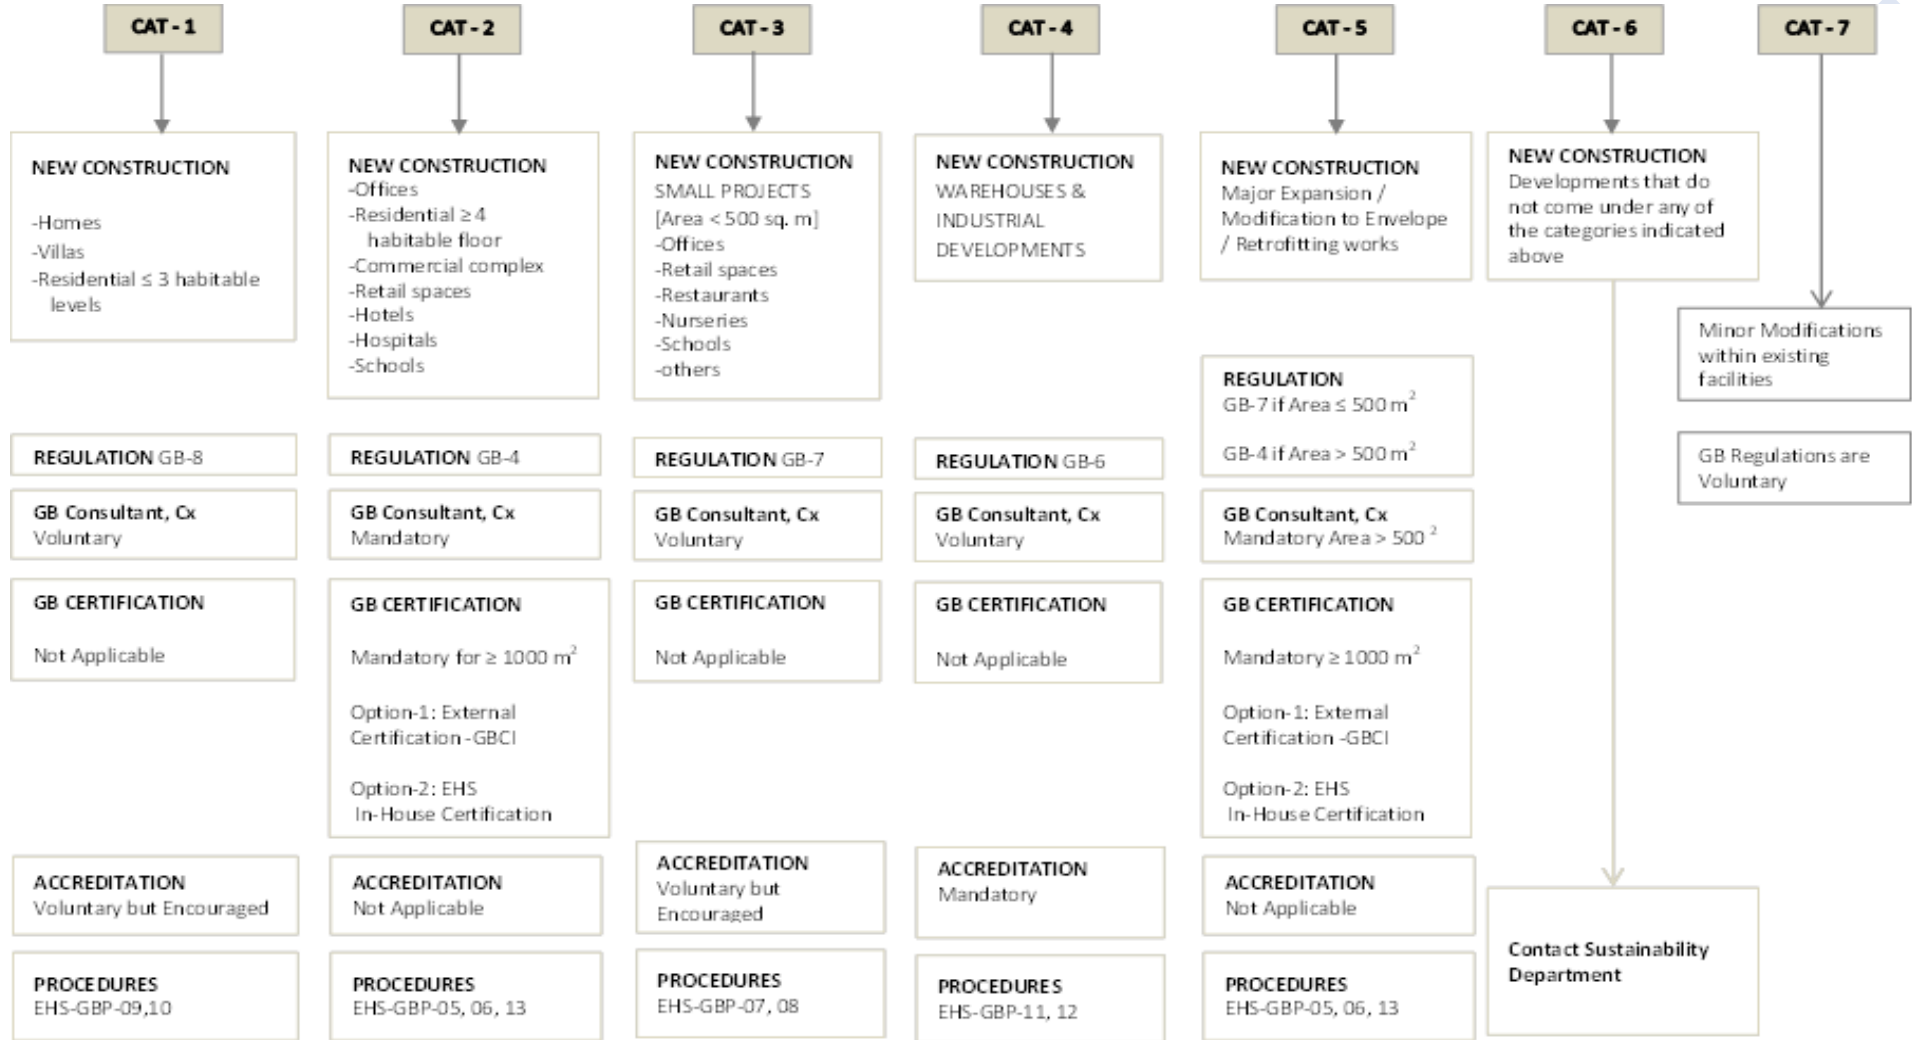 CAT - 1
NEW CONSTRUCTION
-Homes
-Villas
-Residential ≤ 3 habitable
levels
REGULATION GB-8
GB Consultant, Cx
Voluntary
GB CERTIFICATION
Not Applicable
ACCREDITATION
Voluntary but Encouraged
PROCEDURES
EHS-GBP-09,10
CAT - 2
NEW CONSTRUCTION
-Offices
-Residential ≥ 4
habitable floor
-Commercial complex
-Retail spaces
-Hotels
-Hospitals
-Schools
REGULATION GB-4
GB Consultant, Cx
Mandatory
GB CERTIFICATION
Mandatory for ≥ 1000 m²
Option-1: External
Certification -GBCI
Option-2: EHS
In-House Certification
ACCREDITATION
Not Applicable
PROCEDURES
EHS-GBP-05, 06, 13
CAT - 3
NEW CONSTRUCTION
SMALL PROJECTS
[Area < 500 sq. m]
-Offices
-Retail spaces
-Restaurants
-Nurseries
-Schools
-others
REGULATION GB-7
GB Consultant, Cx
Voluntary
GB CERTIFICATION
Not Applicable
ACCREDITATION
Voluntary but
Encouraged
PROCEDURES
EHS-GBP-07, 08
CAT - 4
NEW CONSTRUCTION
WAREHOUSES &
INDUSTRIAL
DEVELOPMENTS
REGULATION GB-6
GB Consultant, Cx
Voluntary
GB CERTIFICATION
Not Applicable
ACCREDITATION
Mandatory
PROCEDURES
EHS-GBP-11, 12
CAT - 5
NEW CONSTRUCTION
Major Expansion /
Modification to Envelope
/ Retrofitting works
REGULATION
GB-7 if Area ≤ 500 m²
GB-4 if Area > 500 m²
GB Consultant, Cx
Mandatory Area > 500 ²
GB CERTIFICATION
Mandatory ≥ 1000 m²
Option-1: External
Certification -GBCI
Option-2: EHS
In-House Certification
ACCREDITATION
Not Applicable
PROCEDURES
EHS-GBP-05, 06, 13
CAT - 6
NEW CONSTRUCTION
Developments that do
not come under any of
the categories indicated
above
Contact Sustainability
Department
CAT - 7
Minor Modifications
within existing
facilities
GB Regulations are
Voluntary